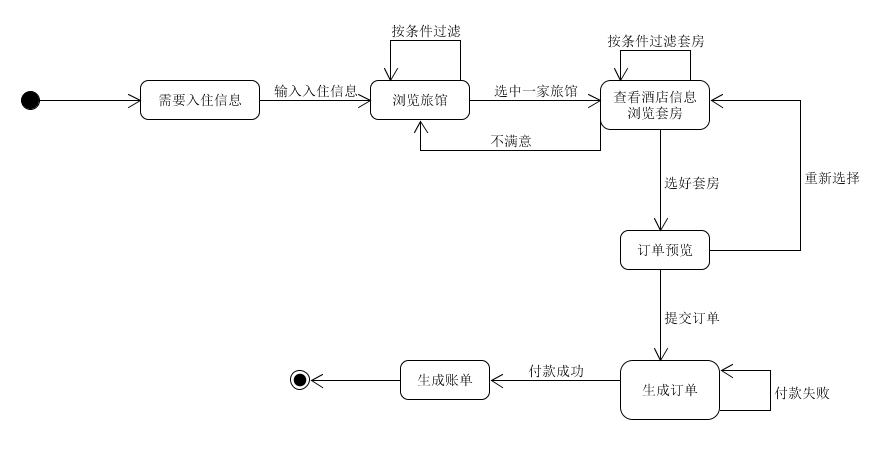 按条件过滤
按条件过滤套房
需要入住信息
输入入住信息
浏览旅馆
选中一家旅馆
查看酒店信息
浏览套房
不满意
选好套房
重新选择
订单预览
提交订单
生成账单
付款成功
生成订单
付款失败